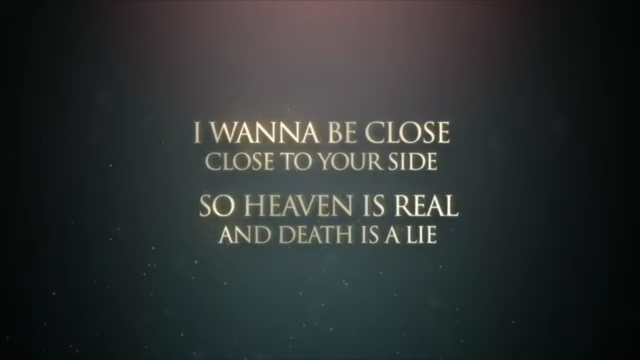 I WANNA BE CLOSE
CLOSE TO YOUR SIDE
SO HEAVEN IS REAL
AND DEATH IS A LIE